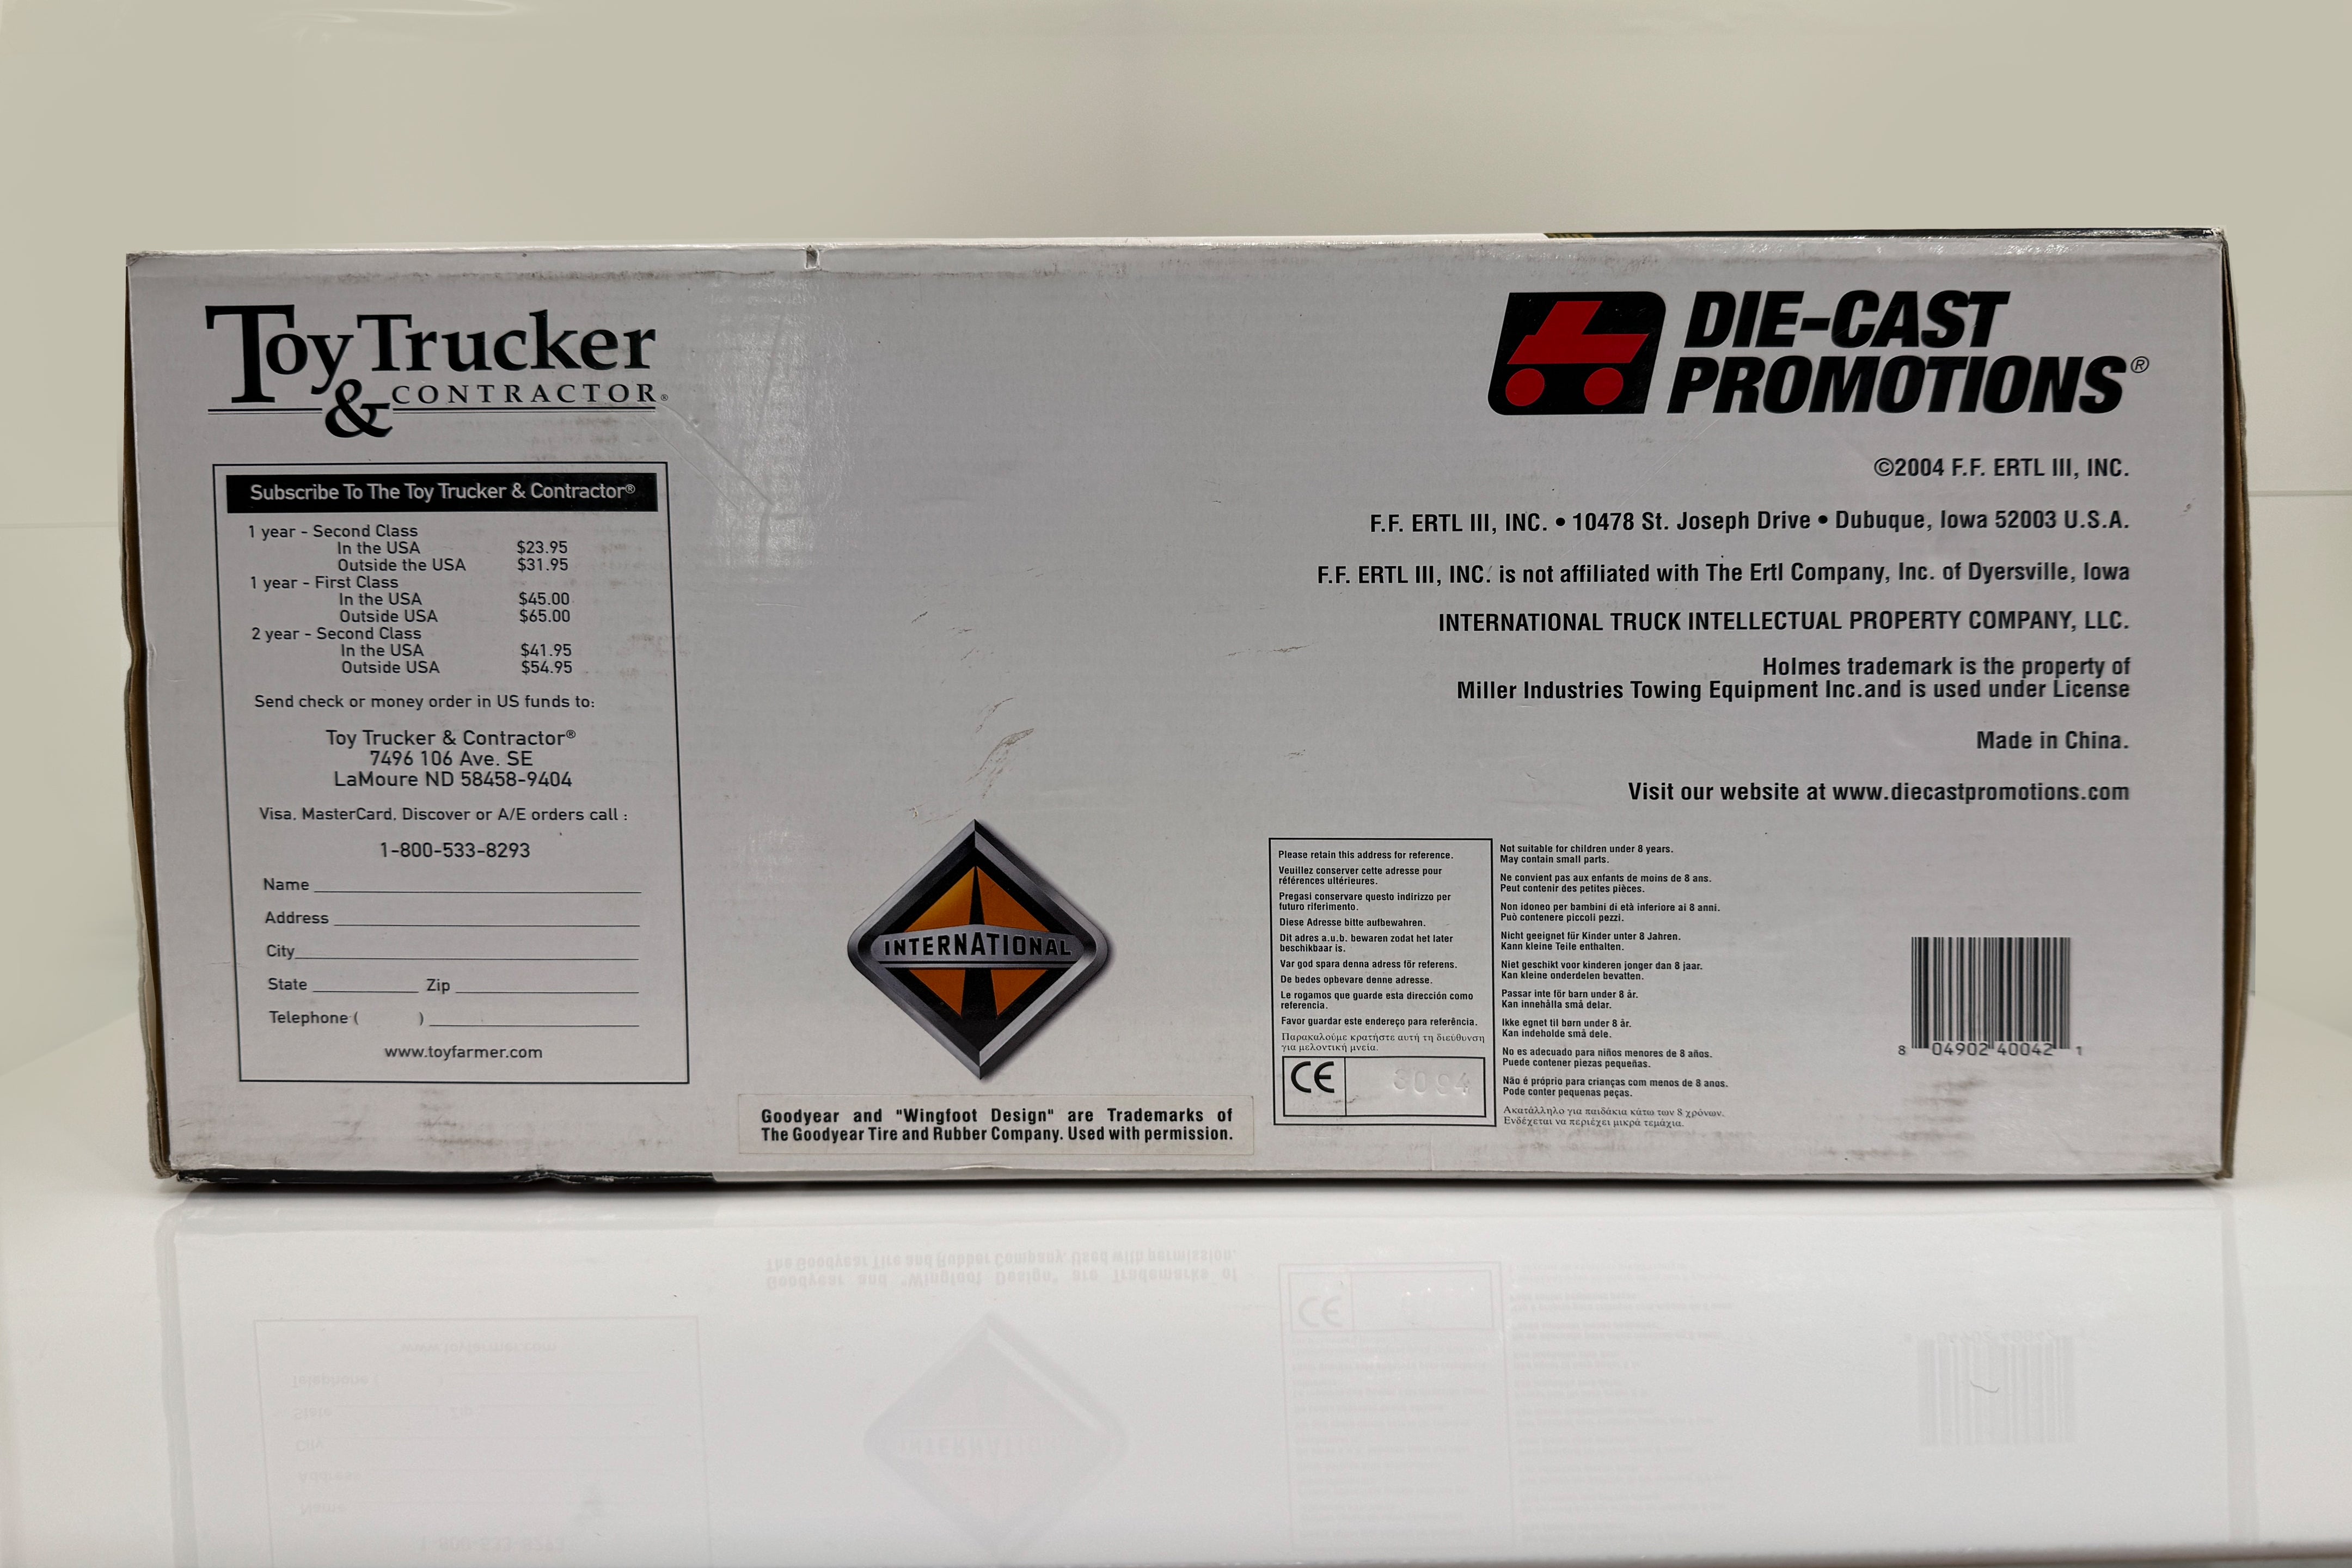 Toy Trucker
& CONTRACTOR®
Subscribe To The Toy Trucker & Contractor®
1 year - Second Class
In the USA $23.95
Outside the USA $31.95
1 year - First Class
In the USA $45.00
Outside USA $65.00
2 year - Second Class
In the USA $41.95
Outside USA $54.95
Send check or money order in US funds to:
Toy Trucker & Contractor®
7496 106 Ave. SE
LaMoure ND 58458-9404
Visa, MasterCard, Discover or A/E orders call :
1-800-533-8293
Name
Address
City
State Zip
Telephone ( )
www.toyfarmer.com
INTERNATIONAL
Goodyear and "Wingfoot Design" are Trademarks of
The Goodyear Tire and Rubber Company. Used with permission.
DIE-CAST
PROMOTIONS®
©2004 F.F. ERTL III, INC.
F.F. ERTL III, INC. • 10478 St. Joseph Drive • Dubuque, Iowa 52003 U.S.A.
F.F. ERTL III, INC. is not affiliated with The Ertl Company, Inc. of Dyersville, Iowa
INTERNATIONAL TRUCK INTELLECTUAL PROPERTY COMPANY, LLC.
Holmes trademark is the property of
Miller Industries Towing Equipment Inc.and is used under License
Made in China.
Visit our website at www.diecastpromotions.com
Please retain this address for reference.
Veuillez conserver cette adresse pour
références ultérieures.
Pregasi conservare questo indirizzo per
futuro riferimento.
Diese Adresse bitte aufbewahren.
Dit adres a.u.b. bewaren zodat het later
beschikbaar is.
Var god spara denna adress för referens.
De bedes opbevare denne adresse.
Le rogamos que guarde esta dirección como
referencia.
Favor guardar este endereço para referência.
Παρακαλούμε κρατήστε αυτή τη διεύθυνση
για μελοντική μνεία.
CE
Not suitable for children under 8 years.
May contain small parts.
Ne convient pas aux enfants de moins de 8 ans.
Peut contenir des petites pièces.
Non idoneo per bambini di età inferiore ai 8 anni.
Può contenere piccoli pezzi.
Nicht geeignet für Kinder unter 8 Jahren.
Kann kleine Teile enthalten.
Niet geschikt voor kinderen jonger dan 8 jaar.
Kan kleine onderdelen bevatten.
Passar inte för barn under 8 år.
Kan innehålla små delar.
Ikke egnet til børn under 8 år.
Kan indeholde små dele.
No es adecuado para niños menores de 8 años.
Puede contener piezas pequeñas.
Não é próprio para crianças com menos de 8 anos.
Pode conter pequenas peças.
Ακατάλληλο για παιδάκια κάτω των 8 χρόνων.
Ενδέχεται να περιέχει μικρά τεμάχια.
8 04902 40042 1